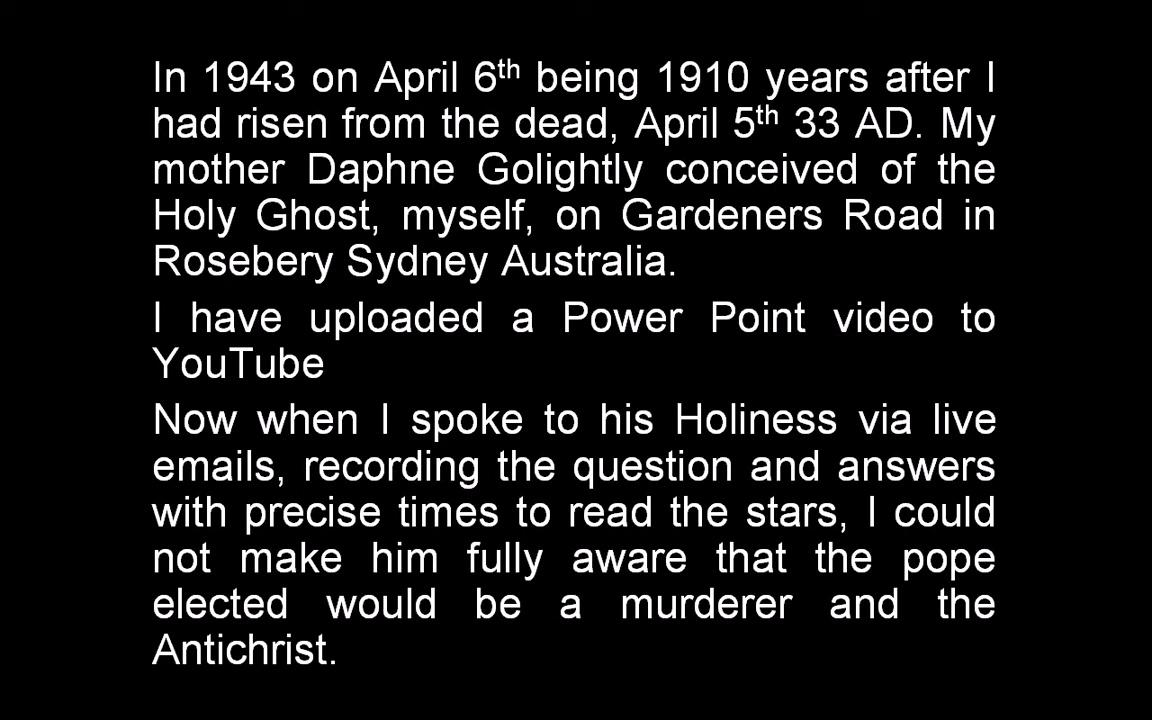 In 1943 on April 6th being 1910 years after I
had risen from the dead, April 5th 33 AD. My
mother Daphne Golightly conceived of the
Holy Ghost, myself, on Gardeners Road in
Rosebery Sydney Australia.
I have uploaded a Power Point video to
YouTube
Now when I spoke to his Holiness via live
emails, recording the question and answers
with precise times to read the stars, I could
not make him fully aware that the pope
elected would be a murderer and the
Antichrist.